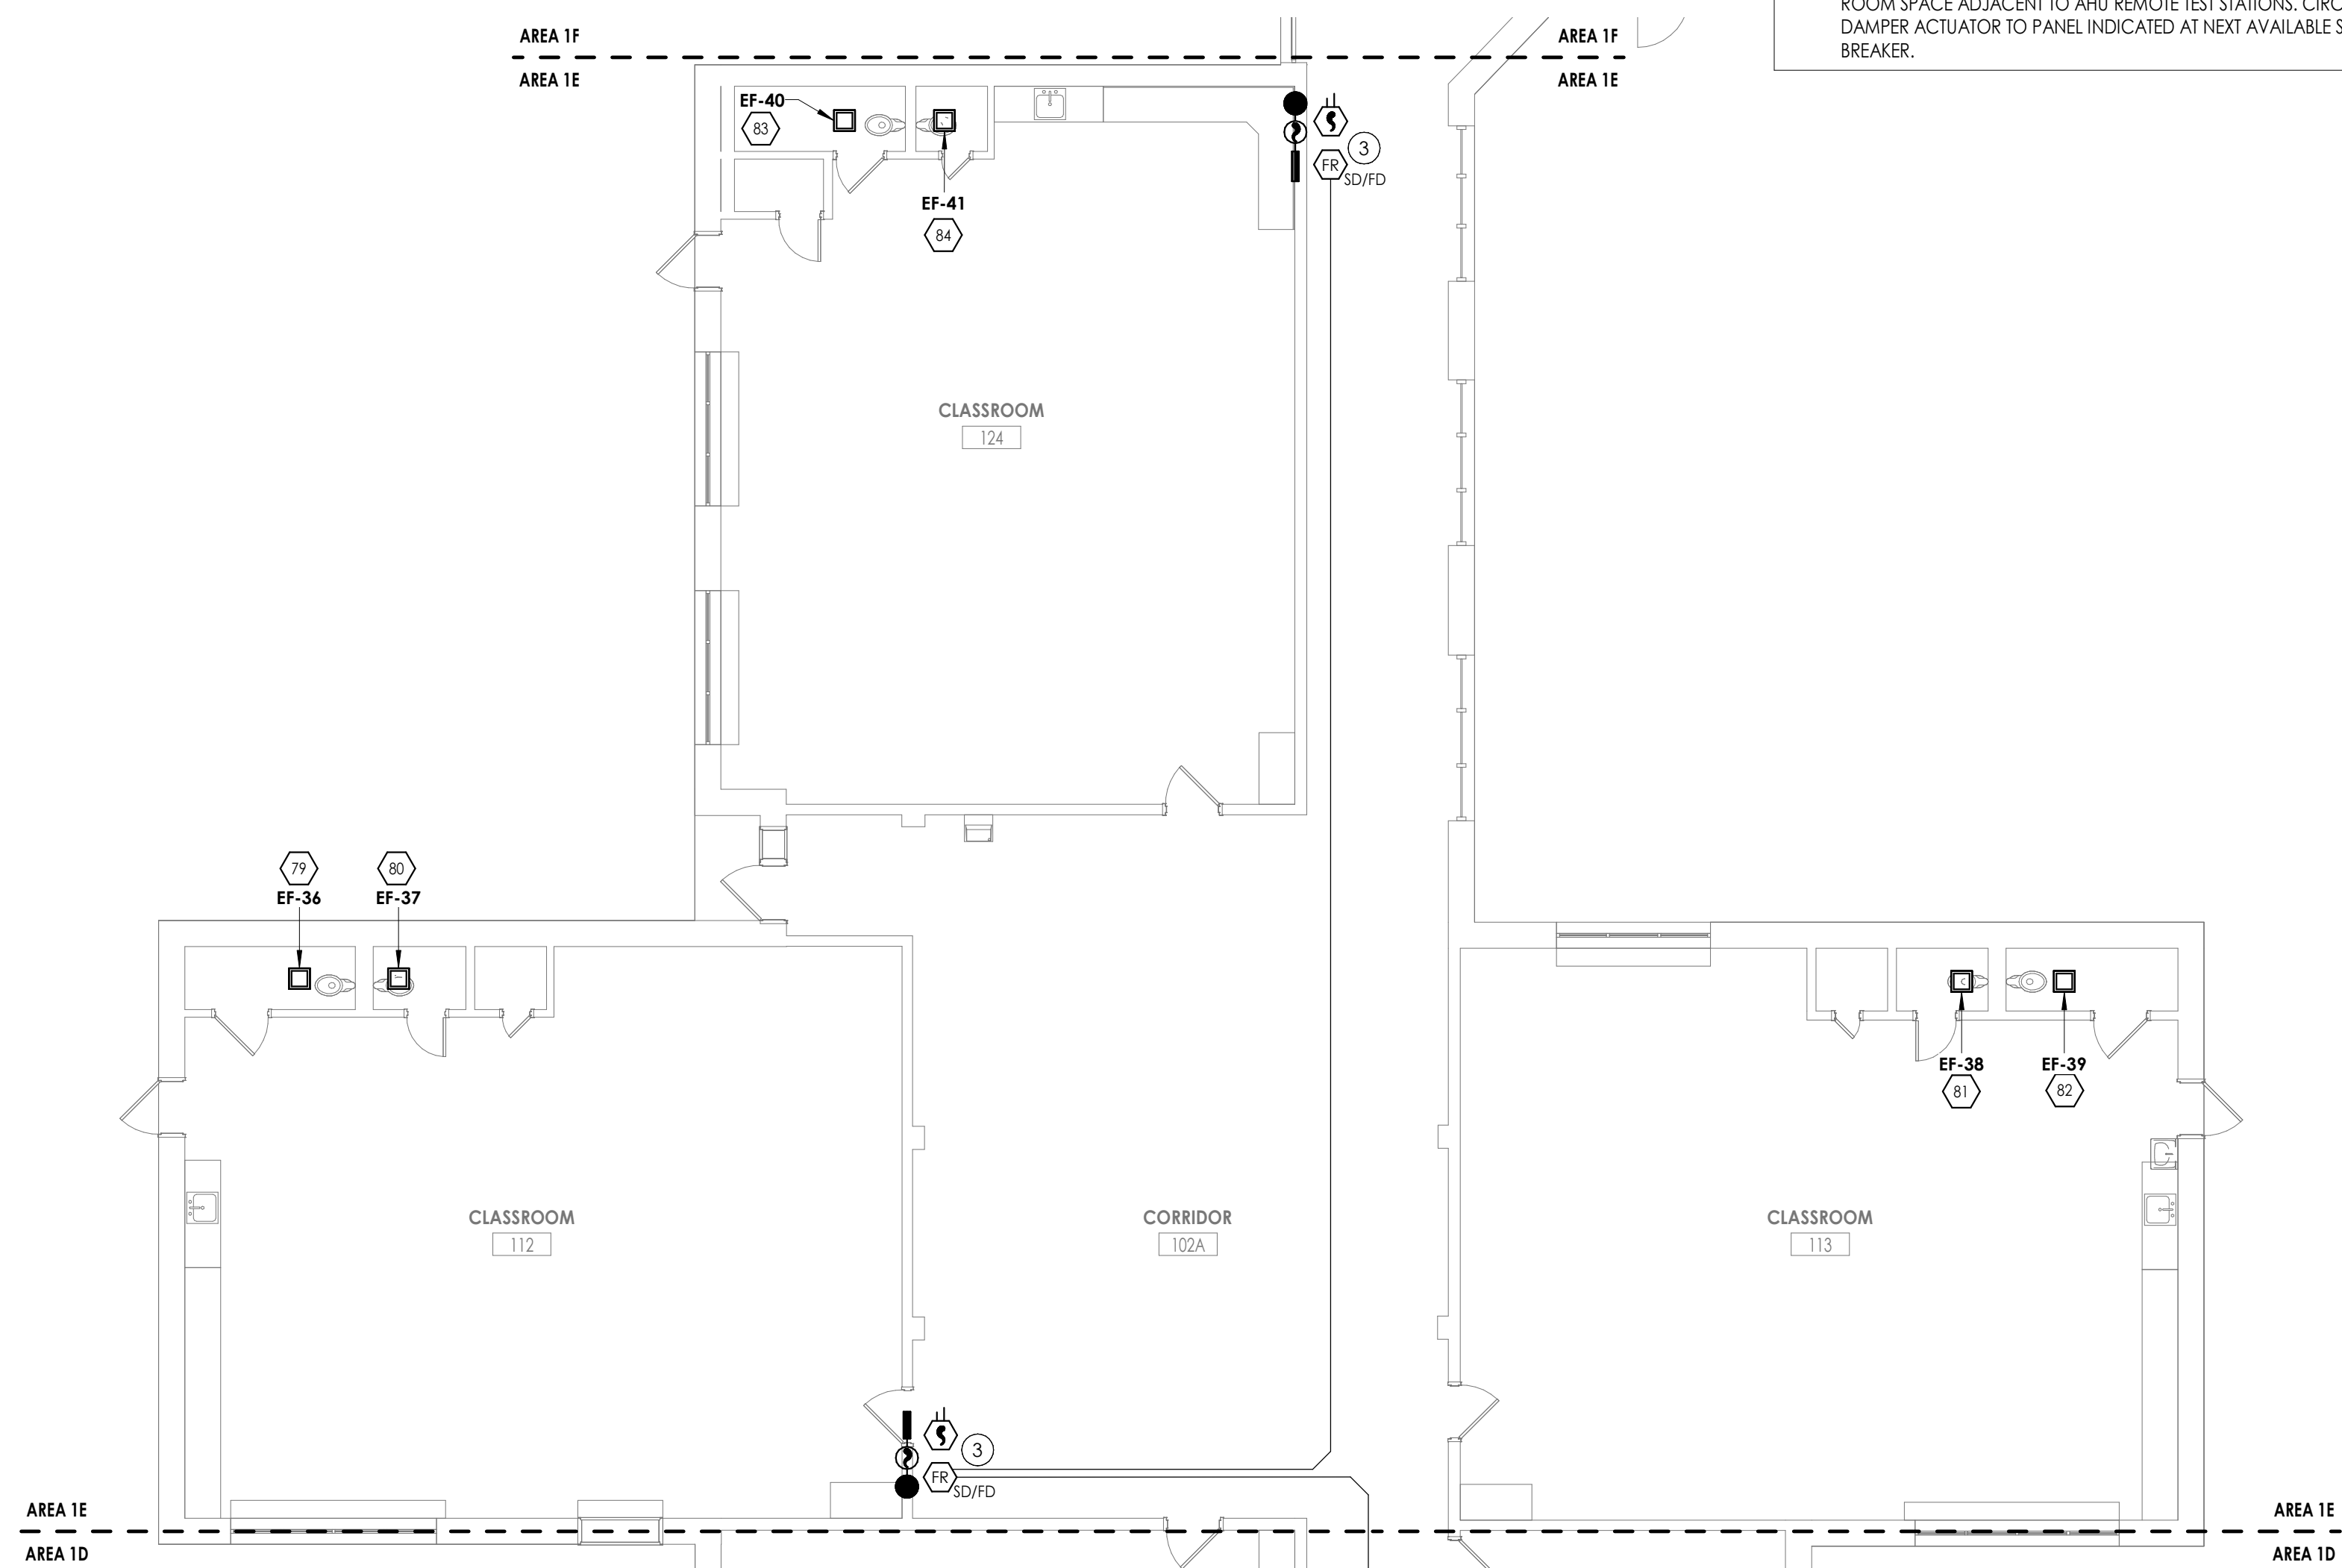 ROOM SPACE ADJACENT TO AHU REMOTE TEST STATIONS.
DAMPER ACTUATOR TO PANEL INDICATED AT NEXT AVAILABLE
BREAKER.
AREA 1F
AREA 1F
AREA 1E
AREA 1E
EF-40
83
EF-41
84
3
FR
SD/FD
CLASSROOM
124
79
EF-36
80
EF-37
EF-38
81
EF-39
82
CLASSROOM
112
CORRIDOR
102A
CLASSROOM
113
3
FR
SD/FD
AREA 1E
AREA 1E
AREA 1D
AREA 1D